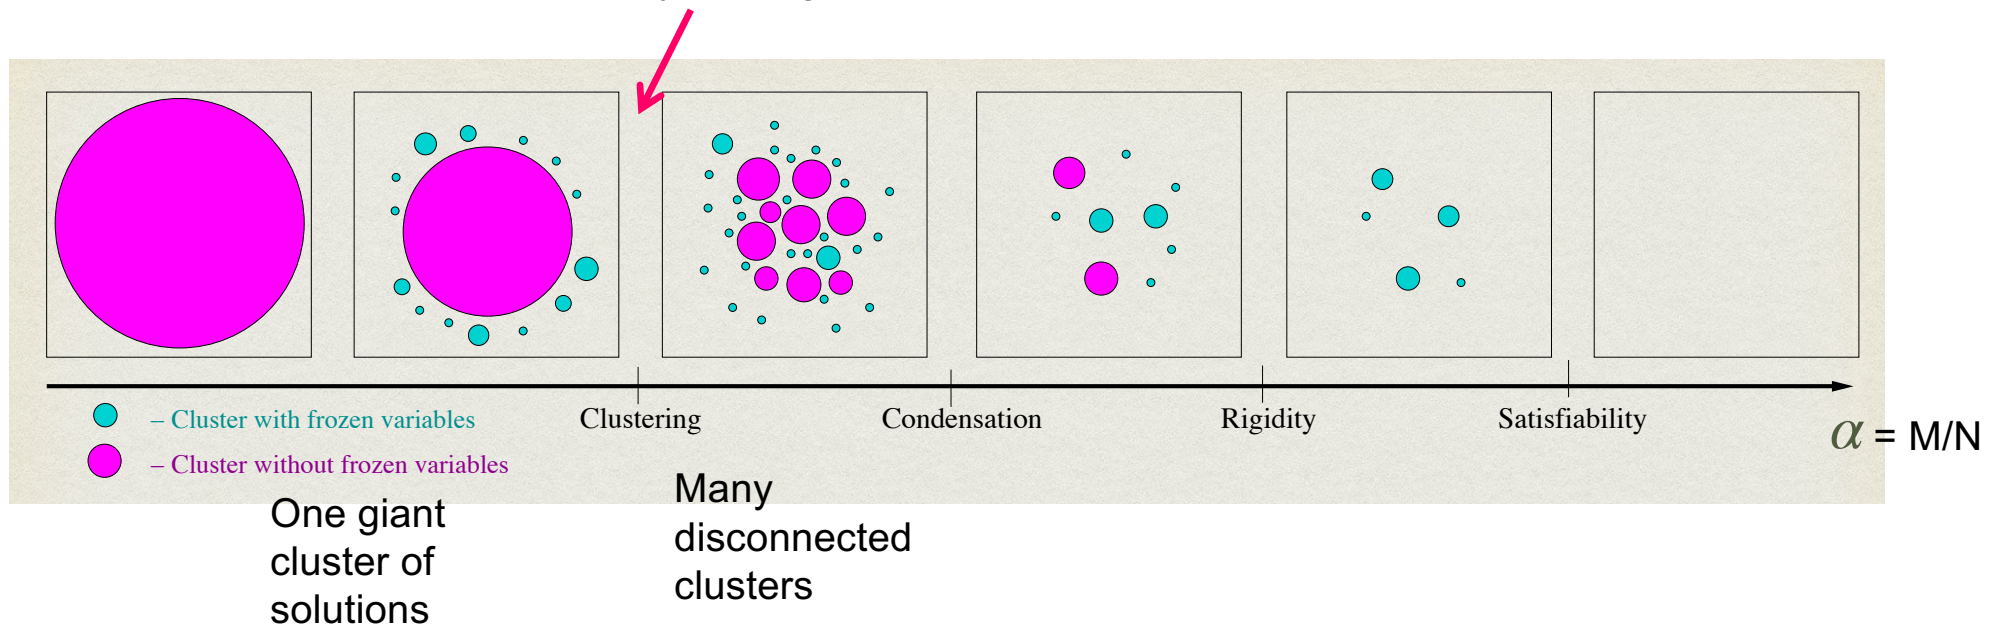 – Cluster with frozen variables
– Cluster without frozen variables
Clustering
Condensation
Rigidity
Satisfiability
α = M/N
One giant
cluster of
solutions
Many
disconnected
clusters